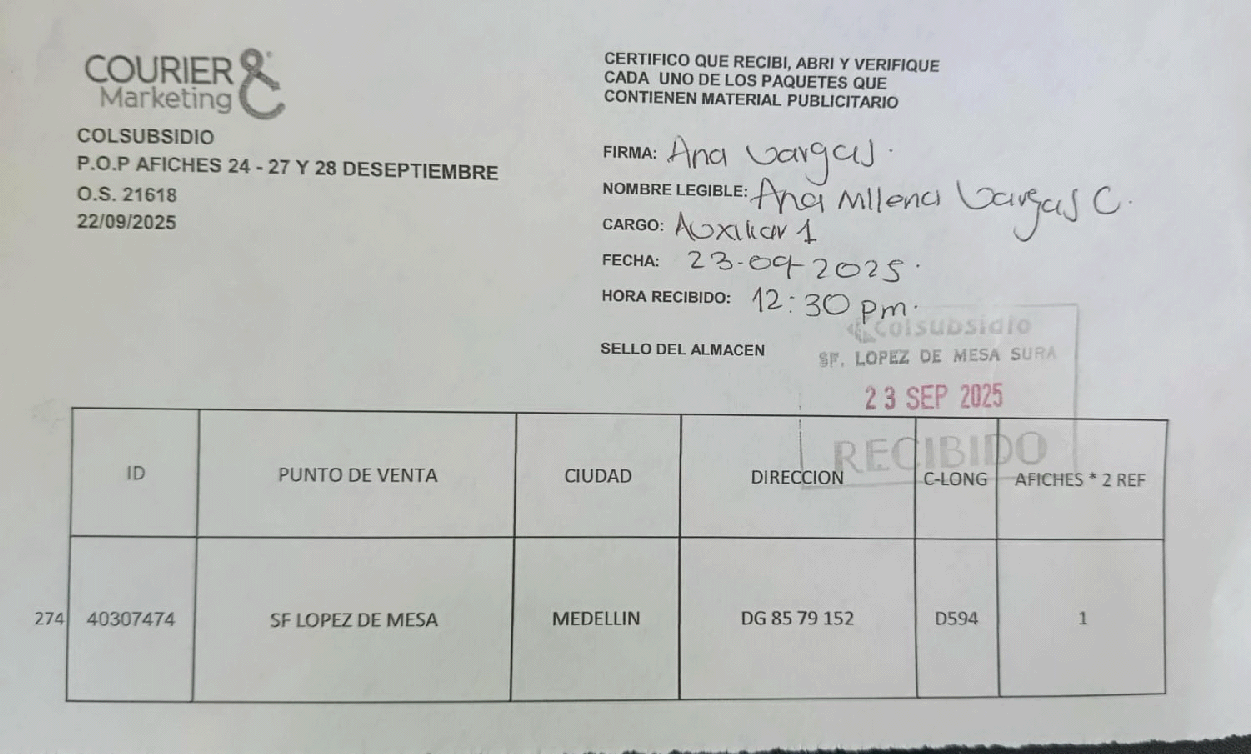 COURIER &
Marketing
COLSUBSIDIO
P.O.P AFICHES 24 - 27 Y 28 DESEPTIEMBRE
O.S. 21618
22/09/2025
CERTIFICO QUE RECIBI, ABRI Y VERIFIQUE
CADA UNO DE LOS PAQUETES QUE
CONTIENEN MATERIAL PUBLICITARIO
FIRMA: Ana Vargas.
NOMBRE LEGIBLE: Ana Milena Vargas C.
CARGO: Auxiliar 1
FECHA: 23-09-2025.
HORA RECIBIDO: 12:30 pm.
SELLO DEL ALMACEN
colsubsidio
SF. LOPEZ DE MESA SURA
23 SEP 2025
RECIBIDO
ID PUNTO DE VENTA CIUDAD DIRECCION C-LONG AFICHES * 2 REF
274 40307474 SF LOPEZ DE MESA MEDELLIN DG 85 79 152 D594 1